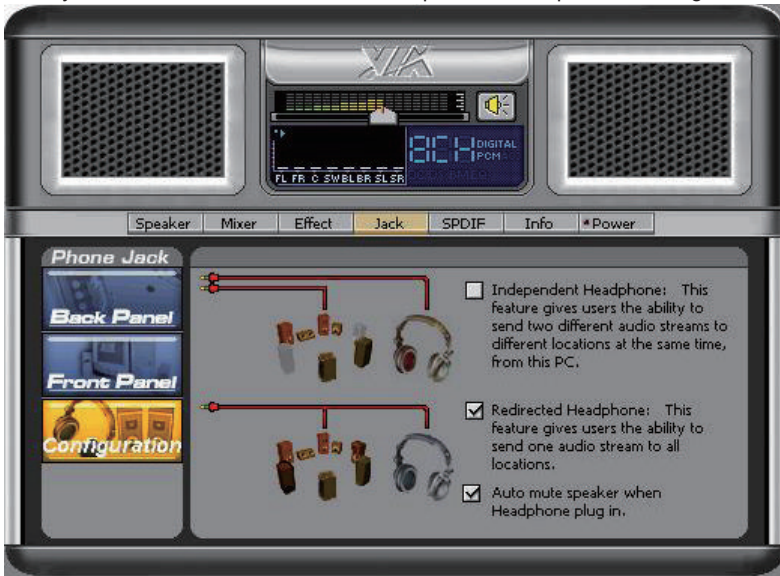 VIA
8CH DIGITAL
PCM
FL FR C SW BL BR SL SR
Speaker Mixer Effect Jack SPDIF Info Power
Phone Jack
Back Panel
Front Panel
Configuration
Independent Headphone: This
feature gives users the ability to
send two different audio streams to
different locations at the same time,
from this PC.
Redirected Headphone: This
feature gives users the ability to
send one audio stream to all
locations.
Auto mute speaker when
Headphone plug in.